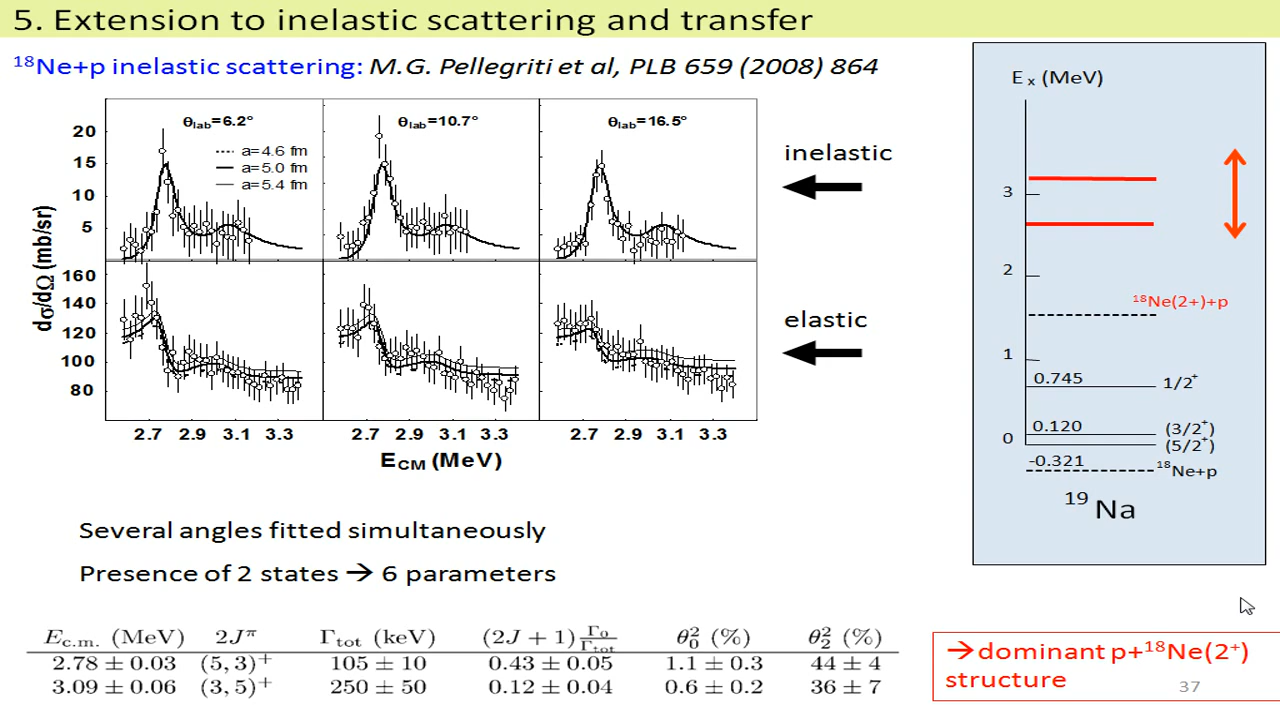 5. Extension to inelastic scattering and transfer
¹⁸Ne+p inelastic scattering: M.G. Pellegriti et al, PLB 659 (2008) 864
θlab=6.2°
θlab=10.7°
θlab=16.5°
a=4.6 fm
a=5.0 fm
a=5.4 fm
20
15
10
5
160
140
120
100
80
dσ/dΩ (mb/sr)
2.7 2.9 3.1 3.3
2.7 2.9 3.1 3.3
2.7 2.9 3.1 3.3
E_CM (MeV)
inelastic
elastic
E x (MeV)
3
2
¹⁸Ne(2+)+p
1
0.745 1/2⁺
0.120 (3/2⁺)
0 (5/2⁺)
-0.321 ¹⁸Ne+p
¹⁹Na
Several angles fitted simultaneously
Presence of 2 states → 6 parameters
E_c.m. (MeV) 2J^π Γ_tot (keV) (2J + 1) Γ₀/Γ_tot θ₀² (%) θ₂² (%)
2.78 ± 0.03 (5, 3)⁺ 105 ± 10 0.43 ± 0.05 1.1 ± 0.3 44 ± 4
3.09 ± 0.06 (3, 5)⁺ 250 ± 50 0.12 ± 0.04 0.6 ± 0.2 36 ± 7
→dominant p+¹⁸Ne(2⁺)
structure
37